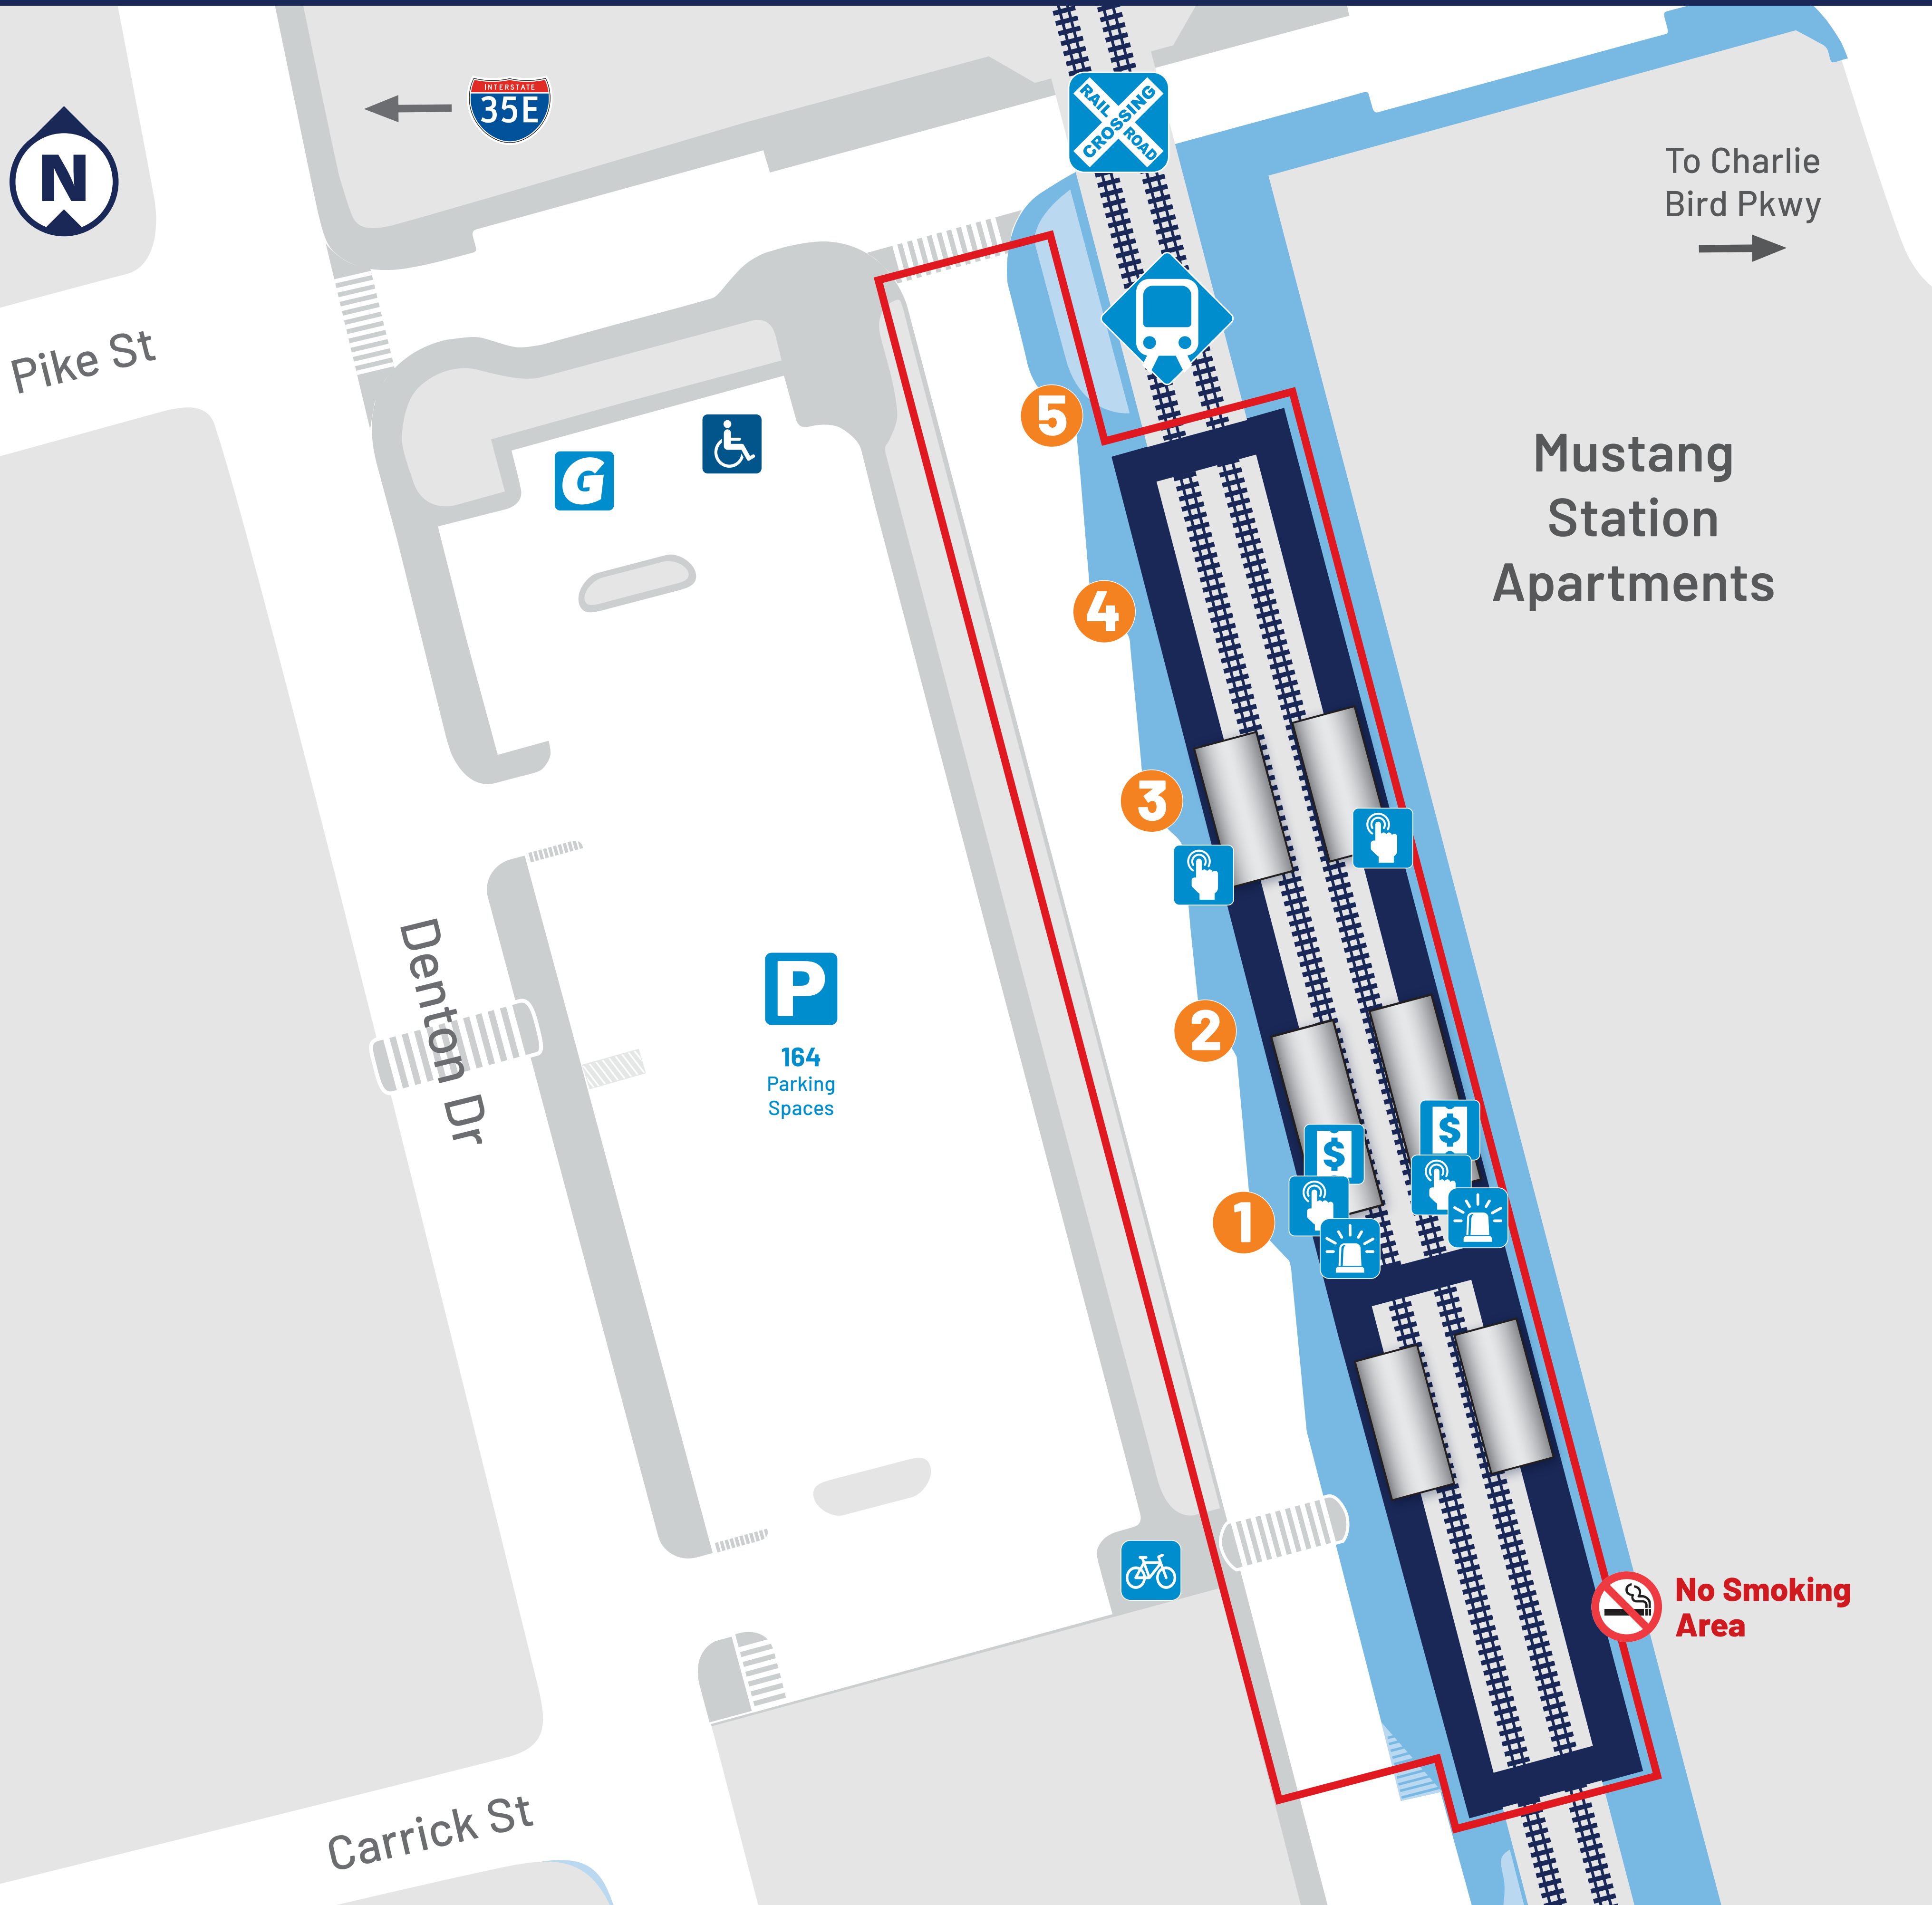 INTERSTATE
35E
RAIL
CROSSING
ROAD
N
To Charlie
Bird Pkwy
Pike St
G
5
Mustang
Station
Apartments
4
3
Denton Dr
P
164
Parking
Spaces
2
$
$
1
No Smoking
Area
Carrick St